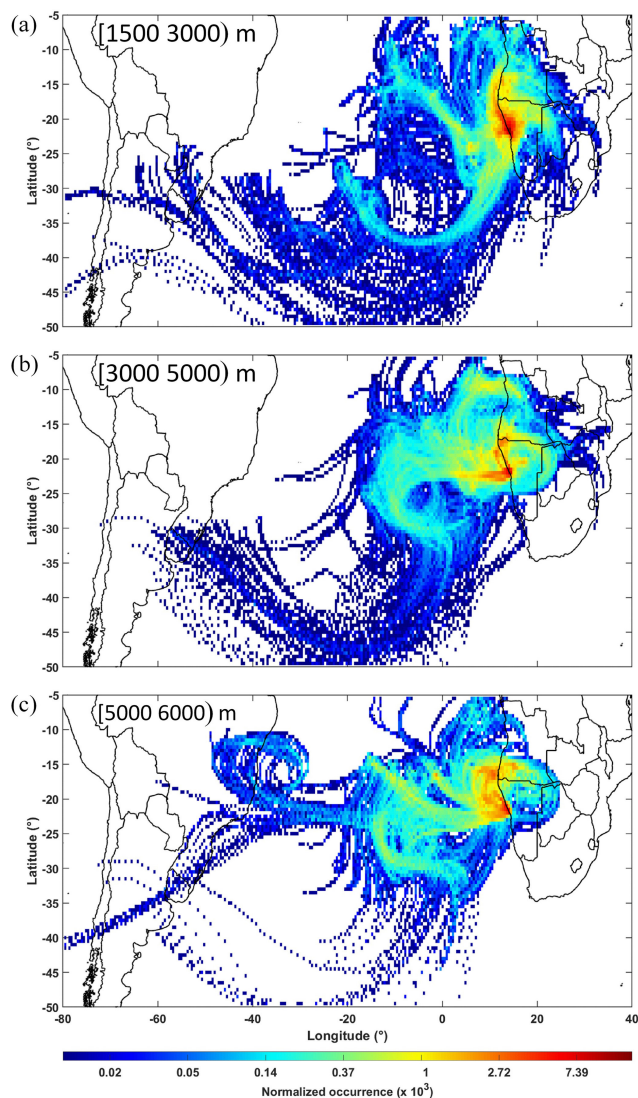 (a)
[1500 3000) m
-5
-10
-15
-20
-25
-30
-35
-40
-45
-50
Latitude (°)
(b)
[3000 5000) m
-5
-10
-15
-20
-25
-30
-35
-40
-45
-50
Latitude (°)
(c)
[5000 6000) m
-5
-10
-15
-20
-25
-30
-35
-40
-45
-50
Latitude (°)
-80 -60 -40 -20 0 20 40
Longitude (°)
0.02 0.05 0.14 0.37 1 2.72 7.39
Normalized occurrence (x 10³)